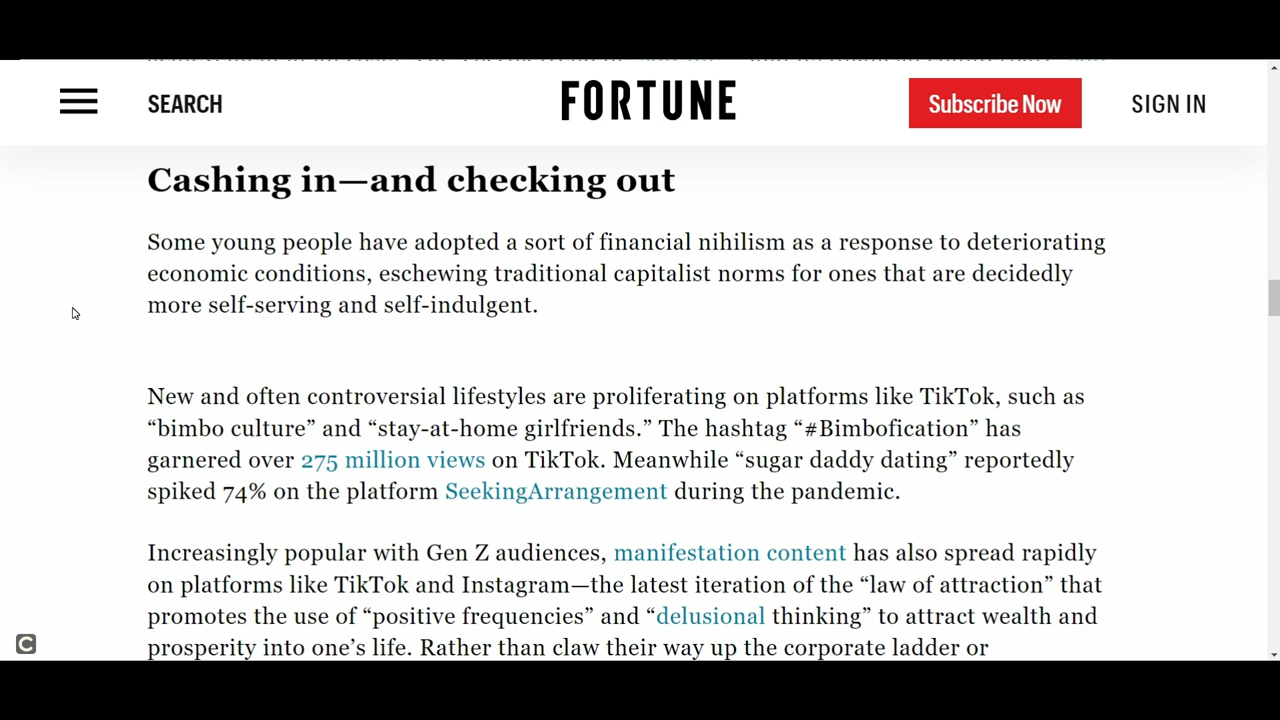 SEARCH
FORTUNE
Subscribe Now
SIGN IN
Cashing in—and checking out
Some young people have adopted a sort of financial nihilism as a response to deteriorating
economic conditions, eschewing traditional capitalist norms for ones that are decidedly
more self-serving and self-indulgent.
New and often controversial lifestyles are proliferating on platforms like TikTok, such as
“bimbo culture” and “stay-at-home girlfriends.” The hashtag “#Bimbofication” has
garnered over 275 million views on TikTok. Meanwhile “sugar daddy dating” reportedly
spiked 74% on the platform SeekingArrangement during the pandemic.
Increasingly popular with Gen Z audiences, manifestation content has also spread rapidly
on platforms like TikTok and Instagram—the latest iteration of the “law of attraction” that
promotes the use of “positive frequencies” and “delusional thinking” to attract wealth and
prosperity into one’s life. Rather than claw their way up the corporate ladder or
C